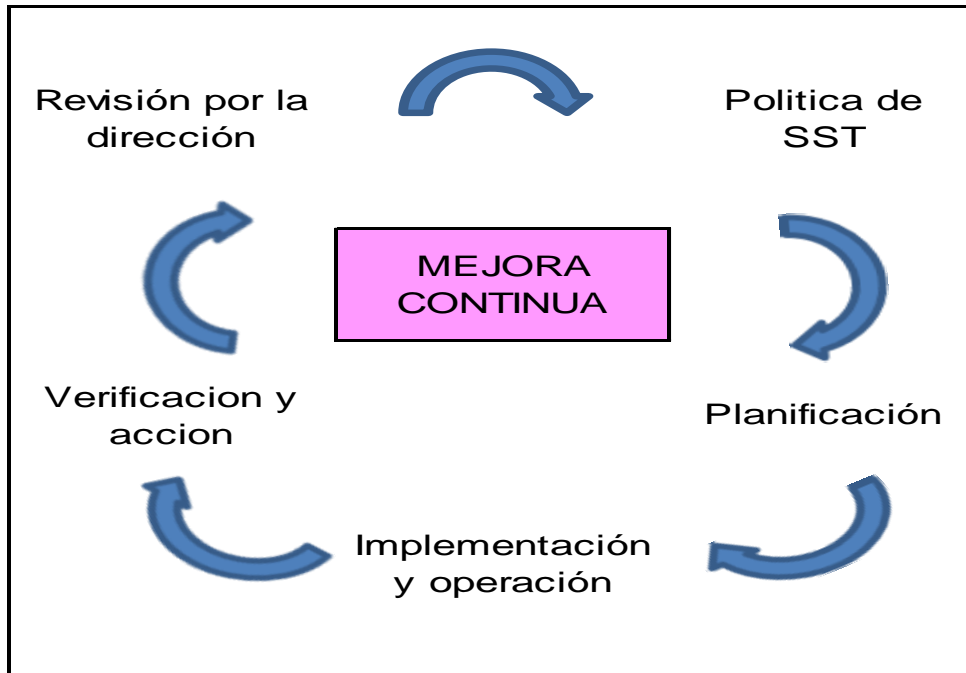 Revisión por la
dirección
Politica de
SST
MEJORA
CONTINUA
Verificacion y
accion
Planificación
Implementación
y operación